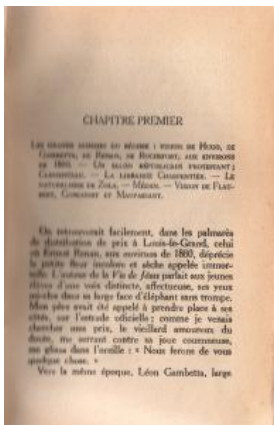 CHAPITRE PREMIER
LES GRANDS HOMMES DU RÉGIME : VISION DE HUGO, DE
GAMBETTA, DE RENAN, DE ROCHEFORT, AUX ENVIRONS
DE 1880. — UN SALON RÉPUBLICAIN PROTESTANT ;
CLEMENCEAU. — LA LIBRAIRIE CHARPENTIER. — LE
NATURALISME DE ZOLA. — MÉDAN. — VISION DE FLAU-
BERT, GONCOURT ET MAUPASSANT.
On retrouverait facilement, dans les palmarès
de distribution de prix à Louis-le-Grand, celui
où Ernest Renan, aux environs de 1880, déprécie
la petite fleur incolore et sèche appelée immor-
telle. L'auteur de la Vie de Jésus parlait aux jeunes
élèves d'une voix distincte, affectueuse, ses yeux
dans sa large face d'éléphant sans trompe.
Mon père avait été appelé à prendre place à ses
côtés, sur l'estrade officielle ; comme je venais
chercher mon prix, le vieillard amoureux du
doute, me serrant contre sa joue couenneuse,
me glissa dans l'oreille : « Nous ferons de vous
quelque chose. »
Vers la même époque, Léon Gambetta, large